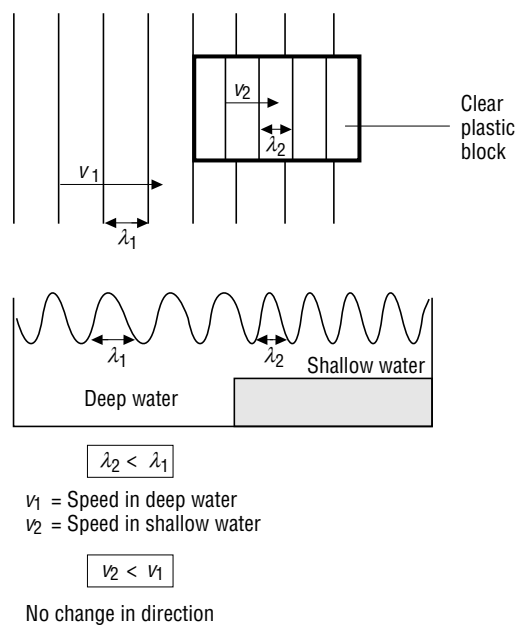 v₂
λ₂
Clear
plastic
block
v₁
λ₁
λ₁
λ₂
Shallow water
Deep water
λ₂ < λ₁
v₁ = Speed in deep water
v₂ = Speed in shallow water
v₂ < v₁
No change in direction